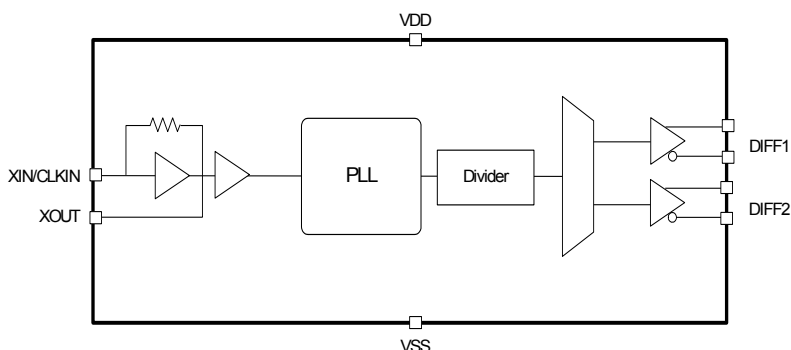 VDD
XIN/CLKIN
XOUT
PLL
Divider
DIFF1
DIFF2
VSS